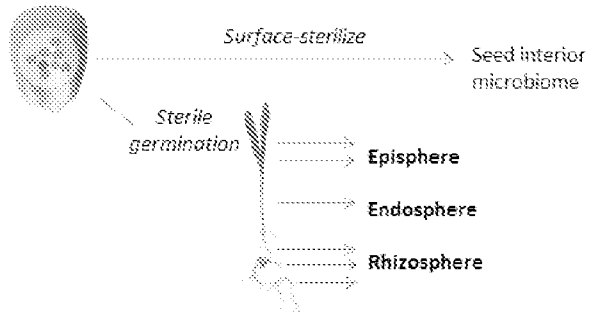 Surface-sterilize
Seed interior
microbiome
Sterile
germination
Episphere
Endosphere
Rhizosphere